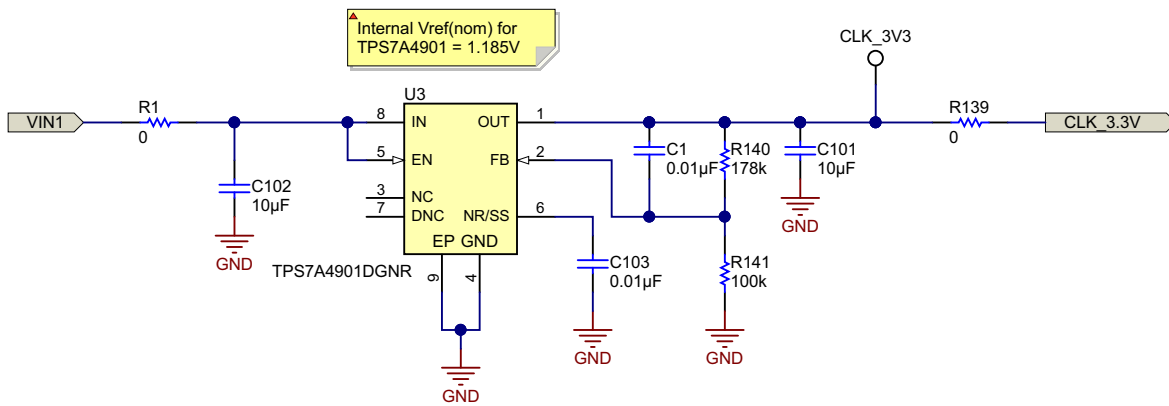 Internal Vref(nom) for
TPS7A4901 = 1.185V
CLK_3V3
VIN1
R1
0
U3
8
IN
OUT
1
5
EN
FB
2
3
NC
7
DNC
NR/SS
6
EP GND
9
4
TPS7A4901DGNR
C102
10µF
GND
GND
C103
0.01µF
GND
C1
0.01µF
R140
178k
R141
100k
GND
C101
10µF
GND
R139
0
CLK_3.3V